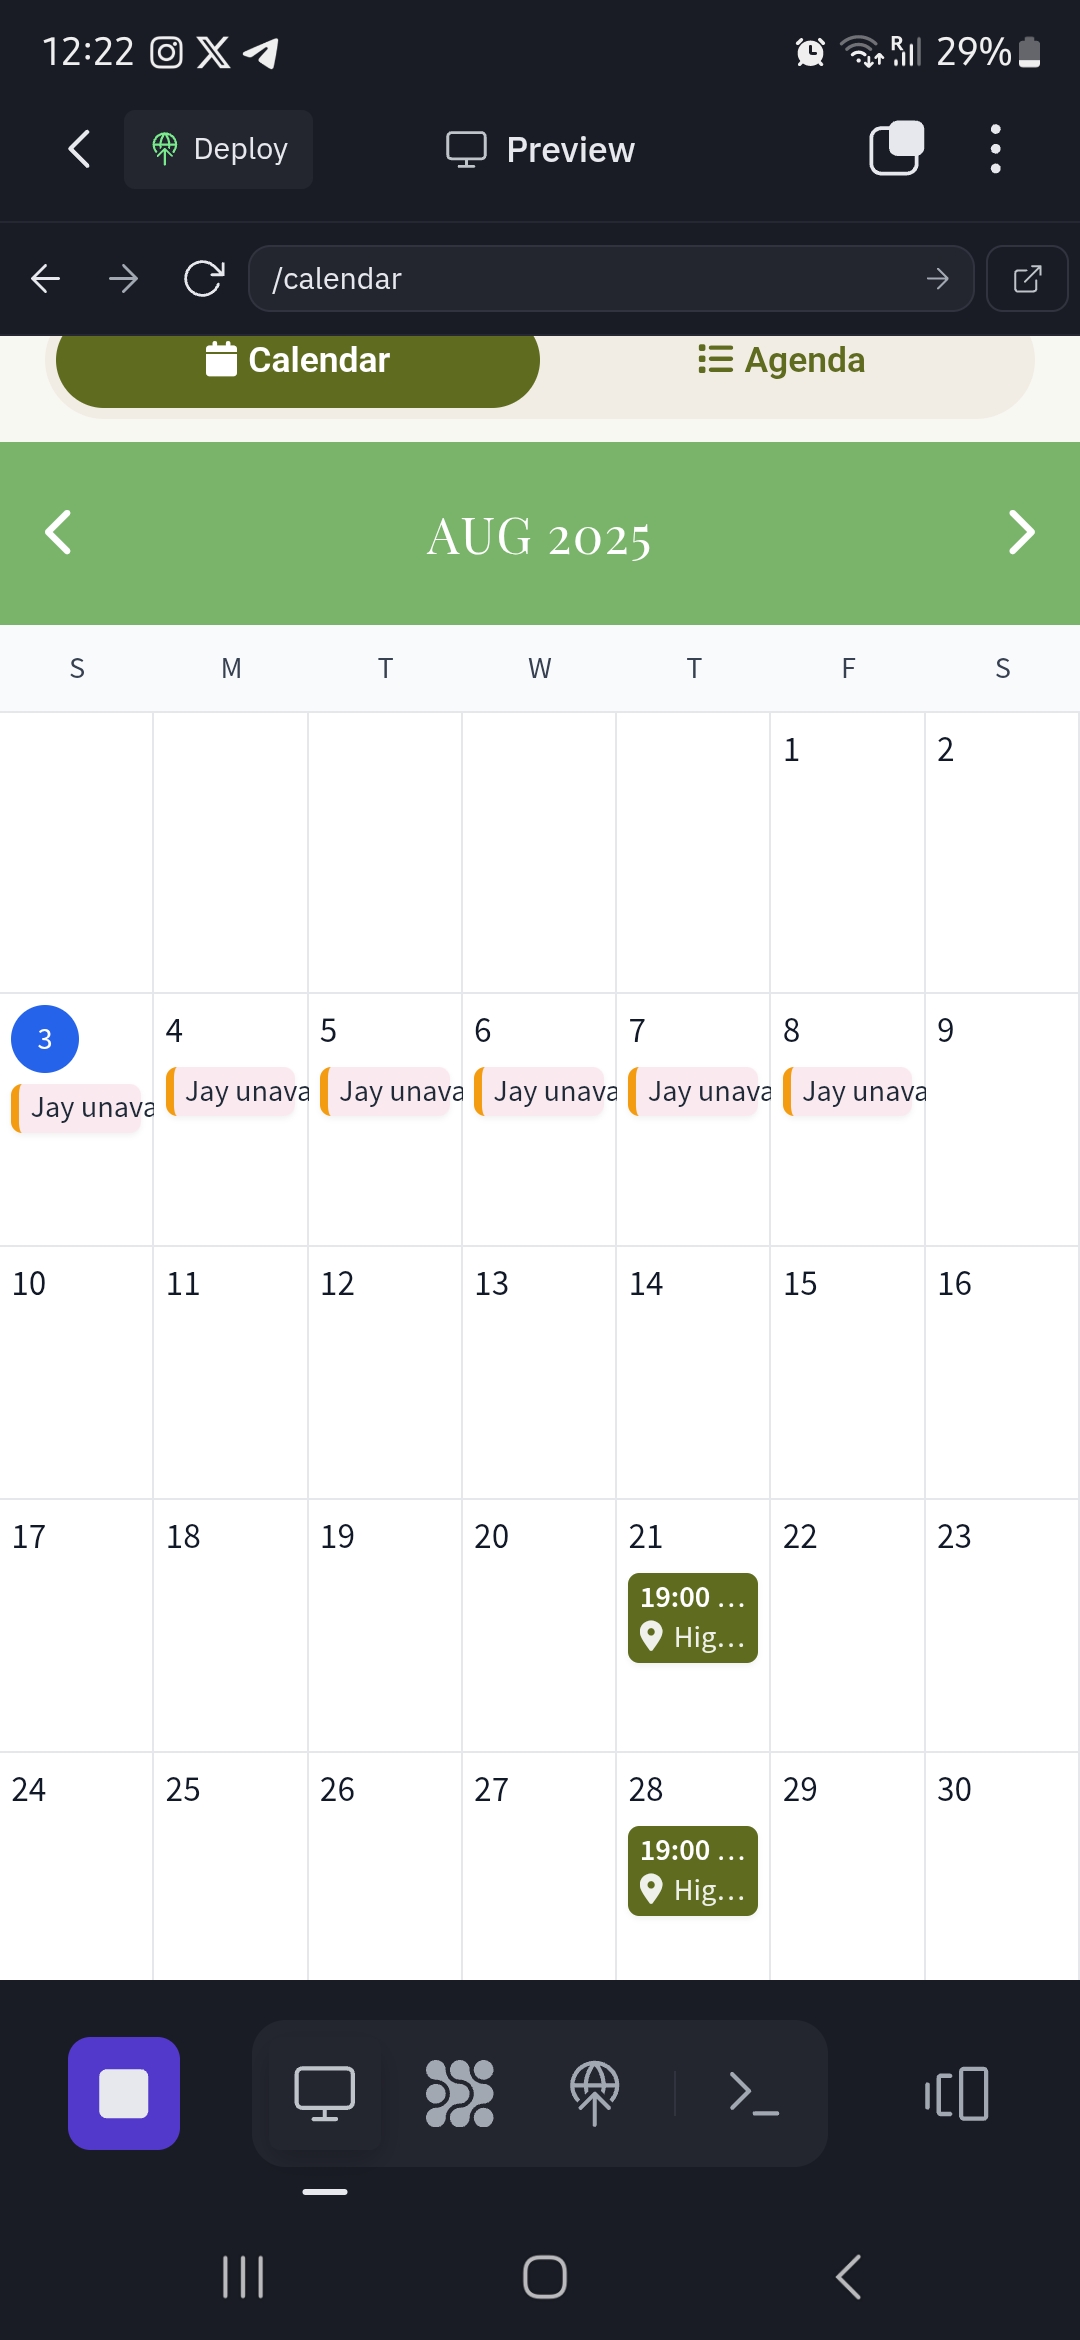 12:22 R 29%
Deploy Preview
/calendar
Calendar Agenda
AUG 2025
S M T W T F S
1 2
3 4 5 6 7 8 9
Jay unava Jay unava Jay unava Jay unava Jay unava Jay unava
10 11 12 13 14 15 16
17 18 19 20 21 22 23
19:00 ...
Hig...
24 25 26 27 28 29 30
19:00 ...
Hig...